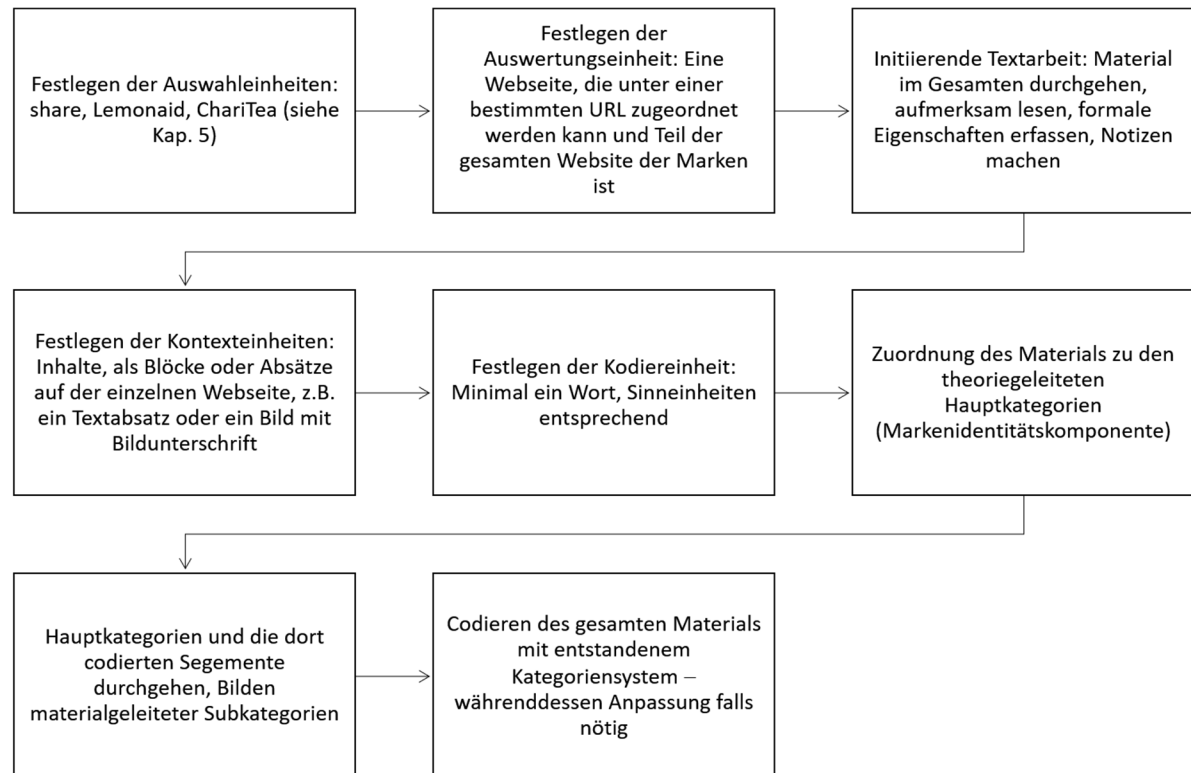 Festlegen der Auswahleinheiten:
share, Lemonaid, ChariTea (siehe
Kap. 5)
Festlegen der
Auswertungseinheit: Eine
Webseite, die unter einer
bestimmten URL zugeordnet
werden kann und Teil der
gesamten Website der Marken
ist
Initiierende Textarbeit: Material
im Gesamten durchgehen,
aufmerksam lesen, formale
Eigenschaften erfassen, Notizen
machen
Festlegen der Kontexteinheiten:
Inhalte, als Blöcke oder Absätze
auf der einzelnen Webseite, z.B.
ein Textabsatz oder ein Bild mit
Bildunterschrift
Festlegen der Kodiereinheit:
Minimal ein Wort, Sinneinheiten
entsprechend
Zuordnung des Materials zu den
theoriegeleiteten
Hauptkategorien
(Markenidentitätskomponente)
Hauptkategorien und die dort
codierten Segemente
durchgehen, Bilden
materialgeleiteter Subkategorien
Codieren des gesamten Materials
mit entstandenem
Kategoriensystem –
währenddessen Anpassung falls
nötig